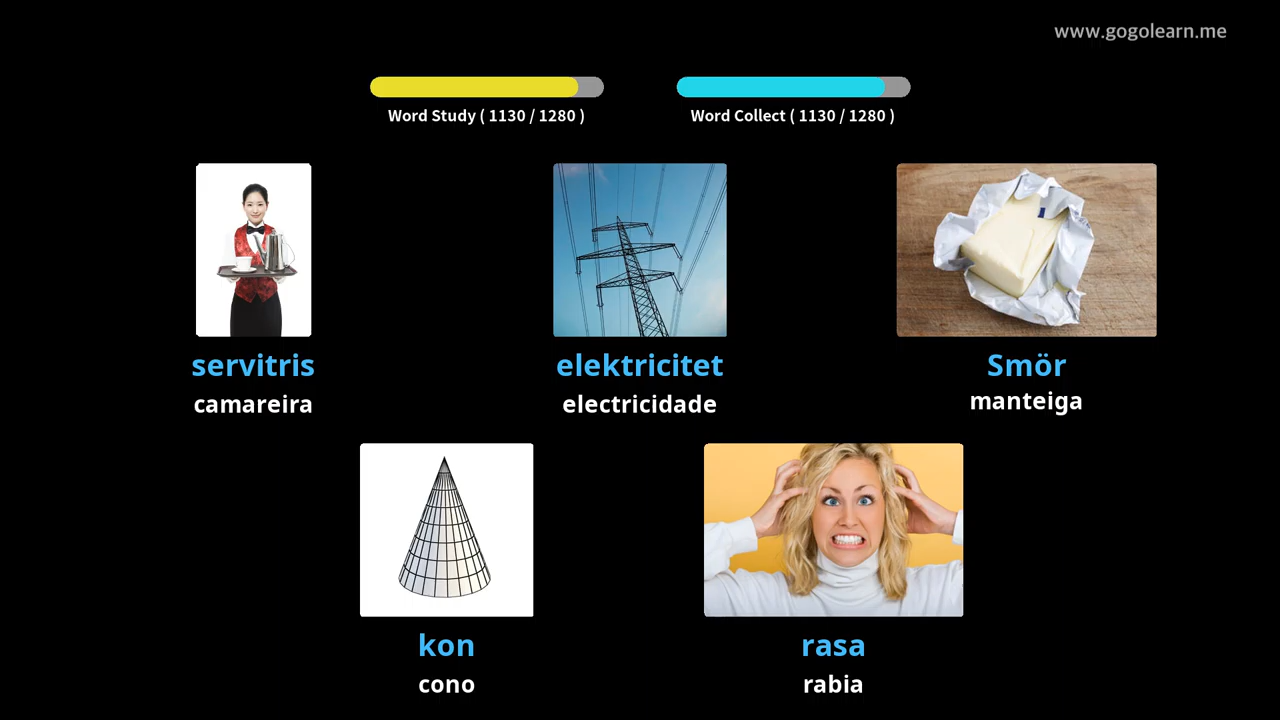 www.gogolearn.me
Word Study ( 1130 / 1280 )
Word Collect ( 1130 / 1280 )
servitris
camareira
elektricitet
electricidade
Smör
manteiga
kon
cono
rasa
rabia